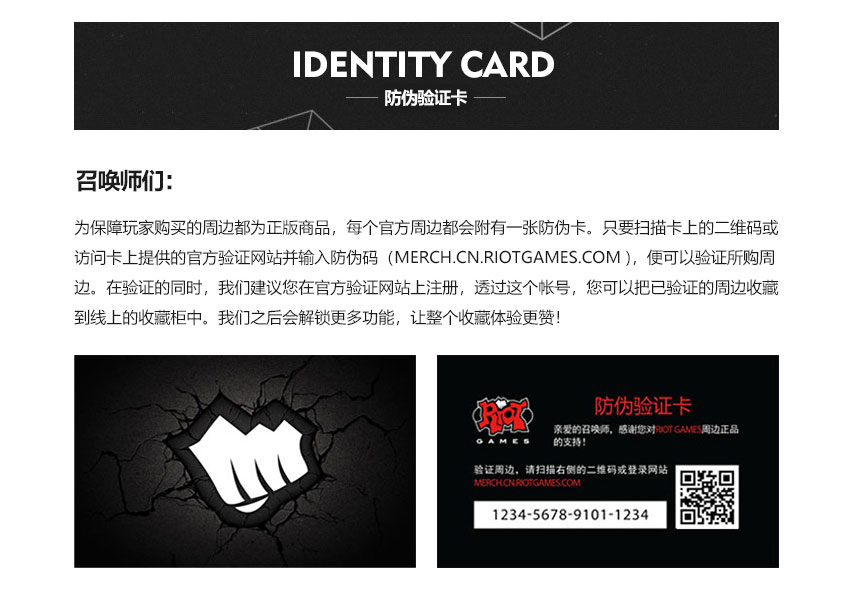 IDENTITY CARD
防伪验证卡
召唤师们：
为保障玩家购买的周边都为正版商品，每个官方周边都会附有一张防伪卡。只要扫描卡上的二维码或
访问卡上提供的官方验证网站并输入防伪码（MERCH.CN.RIOTGAMES.COM ），便可以验证所购周
边。在验证的同时，我们建议您在官方验证网站上注册，透过这个帐号，您可以把已验证的周边收藏
到线上的收藏柜中。我们之后会解锁更多功能，让整个收藏体验更赞！
RIOT
GAMES
防伪验证卡
亲爱的召唤师，感谢您对RIOT GAMES周边正品
的支持！
验证周边，请扫描右侧的二维码或登录网站
MERCH.CN.RIOTGAMES.COM
1234-5678-9101-1234